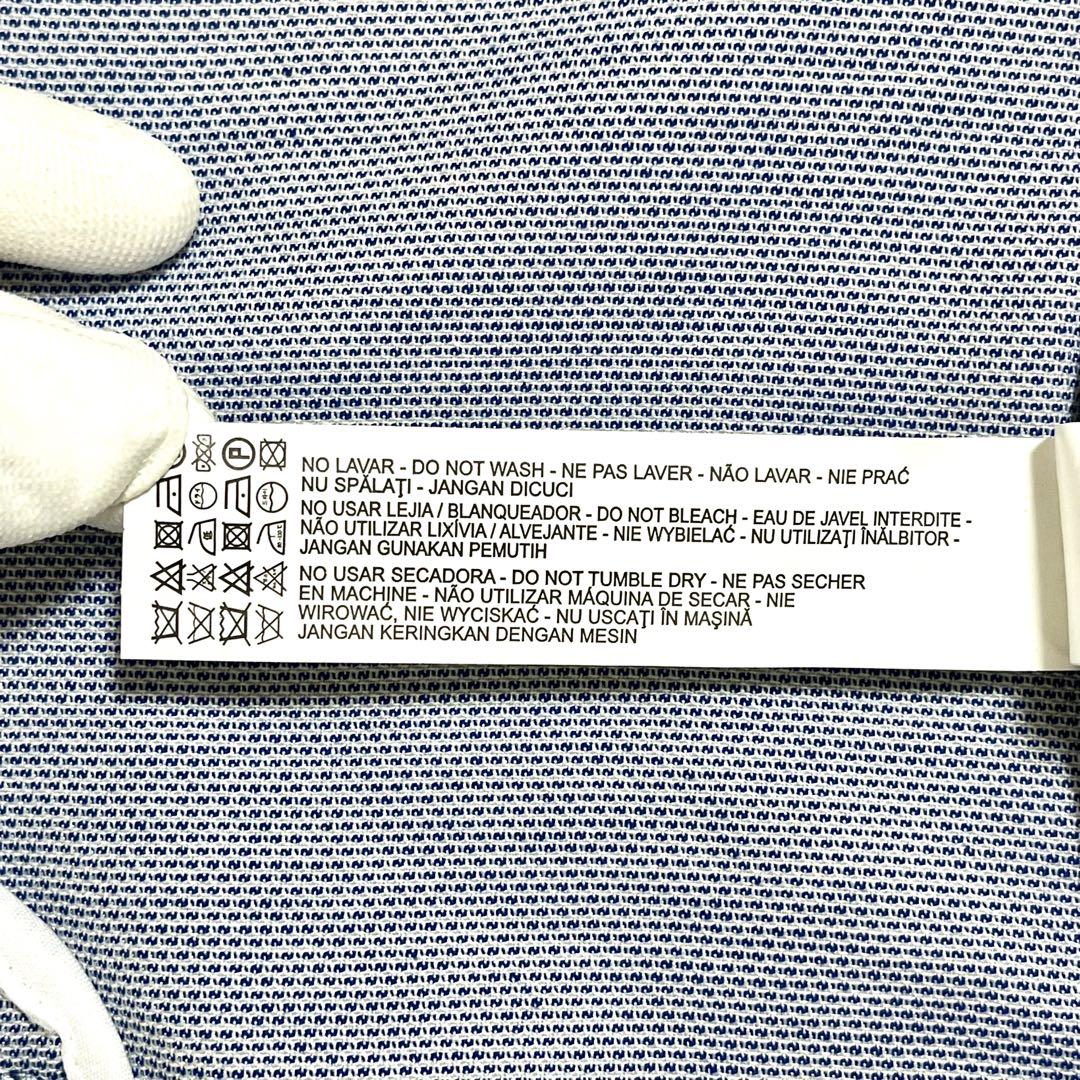 NO LAVAR - DO NOT WASH - NE PAS LAVER - NÃO LAVAR - NIE PRAĆ
NU SPĂLAŢI - JANGAN DICUCI
NO USAR LEJIA / BLANQUEADOR - DO NOT BLEACH - EAU DE JAVEL INTERDITE -
NÃO UTILIZAR LIXÍVIA / ALVEJANTE - NIE WYBIELAĆ - NU UTILIZAŢI ÎNĂLBITOR -
JANGAN GUNAKAN PEMUTIH
NO USAR SECADORA - DO NOT TUMBLE DRY - NE PAS SECHER
EN MACHINE - NÃO UTILIZAR MÁQUINA DE SECAR - NIE
WIROWAĆ, NIE WYCISKAĆ - NU USCAŢI ÎN MAŞINĂ
JANGAN KERINGKAN DENGAN MESIN
P